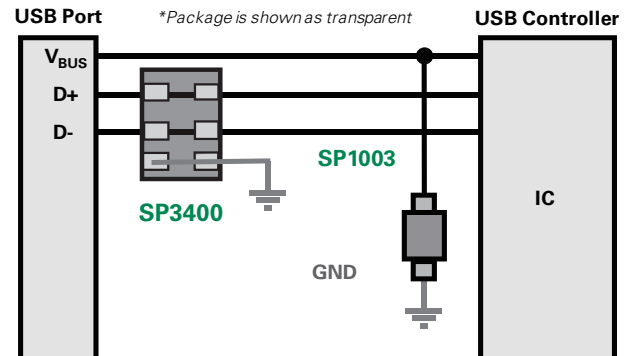 USB Port
*Package is shown as transparent
USB Controller
VBUS
D+
D-
SP1003
IC
SP3400
GND